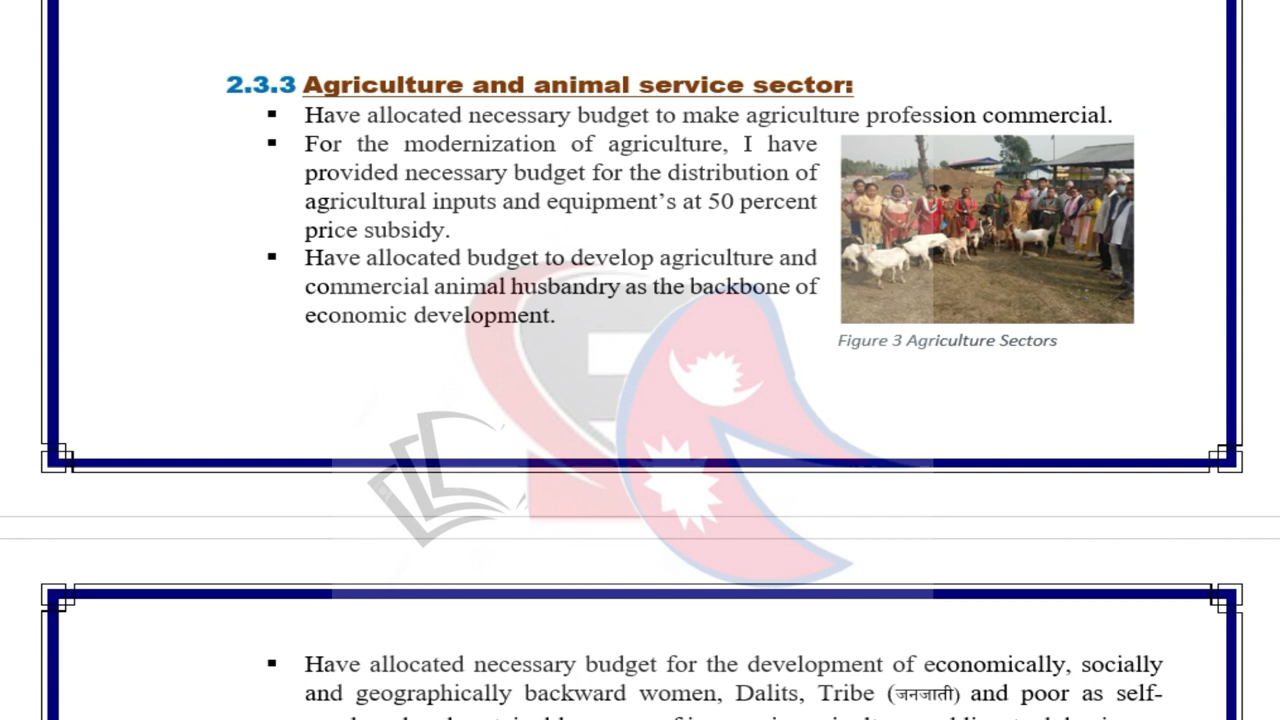 2.3.3 Agriculture and animal service sector:
▪ Have allocated necessary budget to make agriculture profession commercial.
▪ For the modernization of agriculture, I have
provided necessary budget for the distribution of
agricultural inputs and equipment's at 50 percent
price subsidy.
▪ Have allocated budget to develop agriculture and
commercial animal husbandry as the backbone of
economic development.
Figure 3 Agriculture Sectors
▪ Have allocated necessary budget for the development of economically, socially
and geographically backward women, Dalits, Tribe (जनजाती) and poor as self-